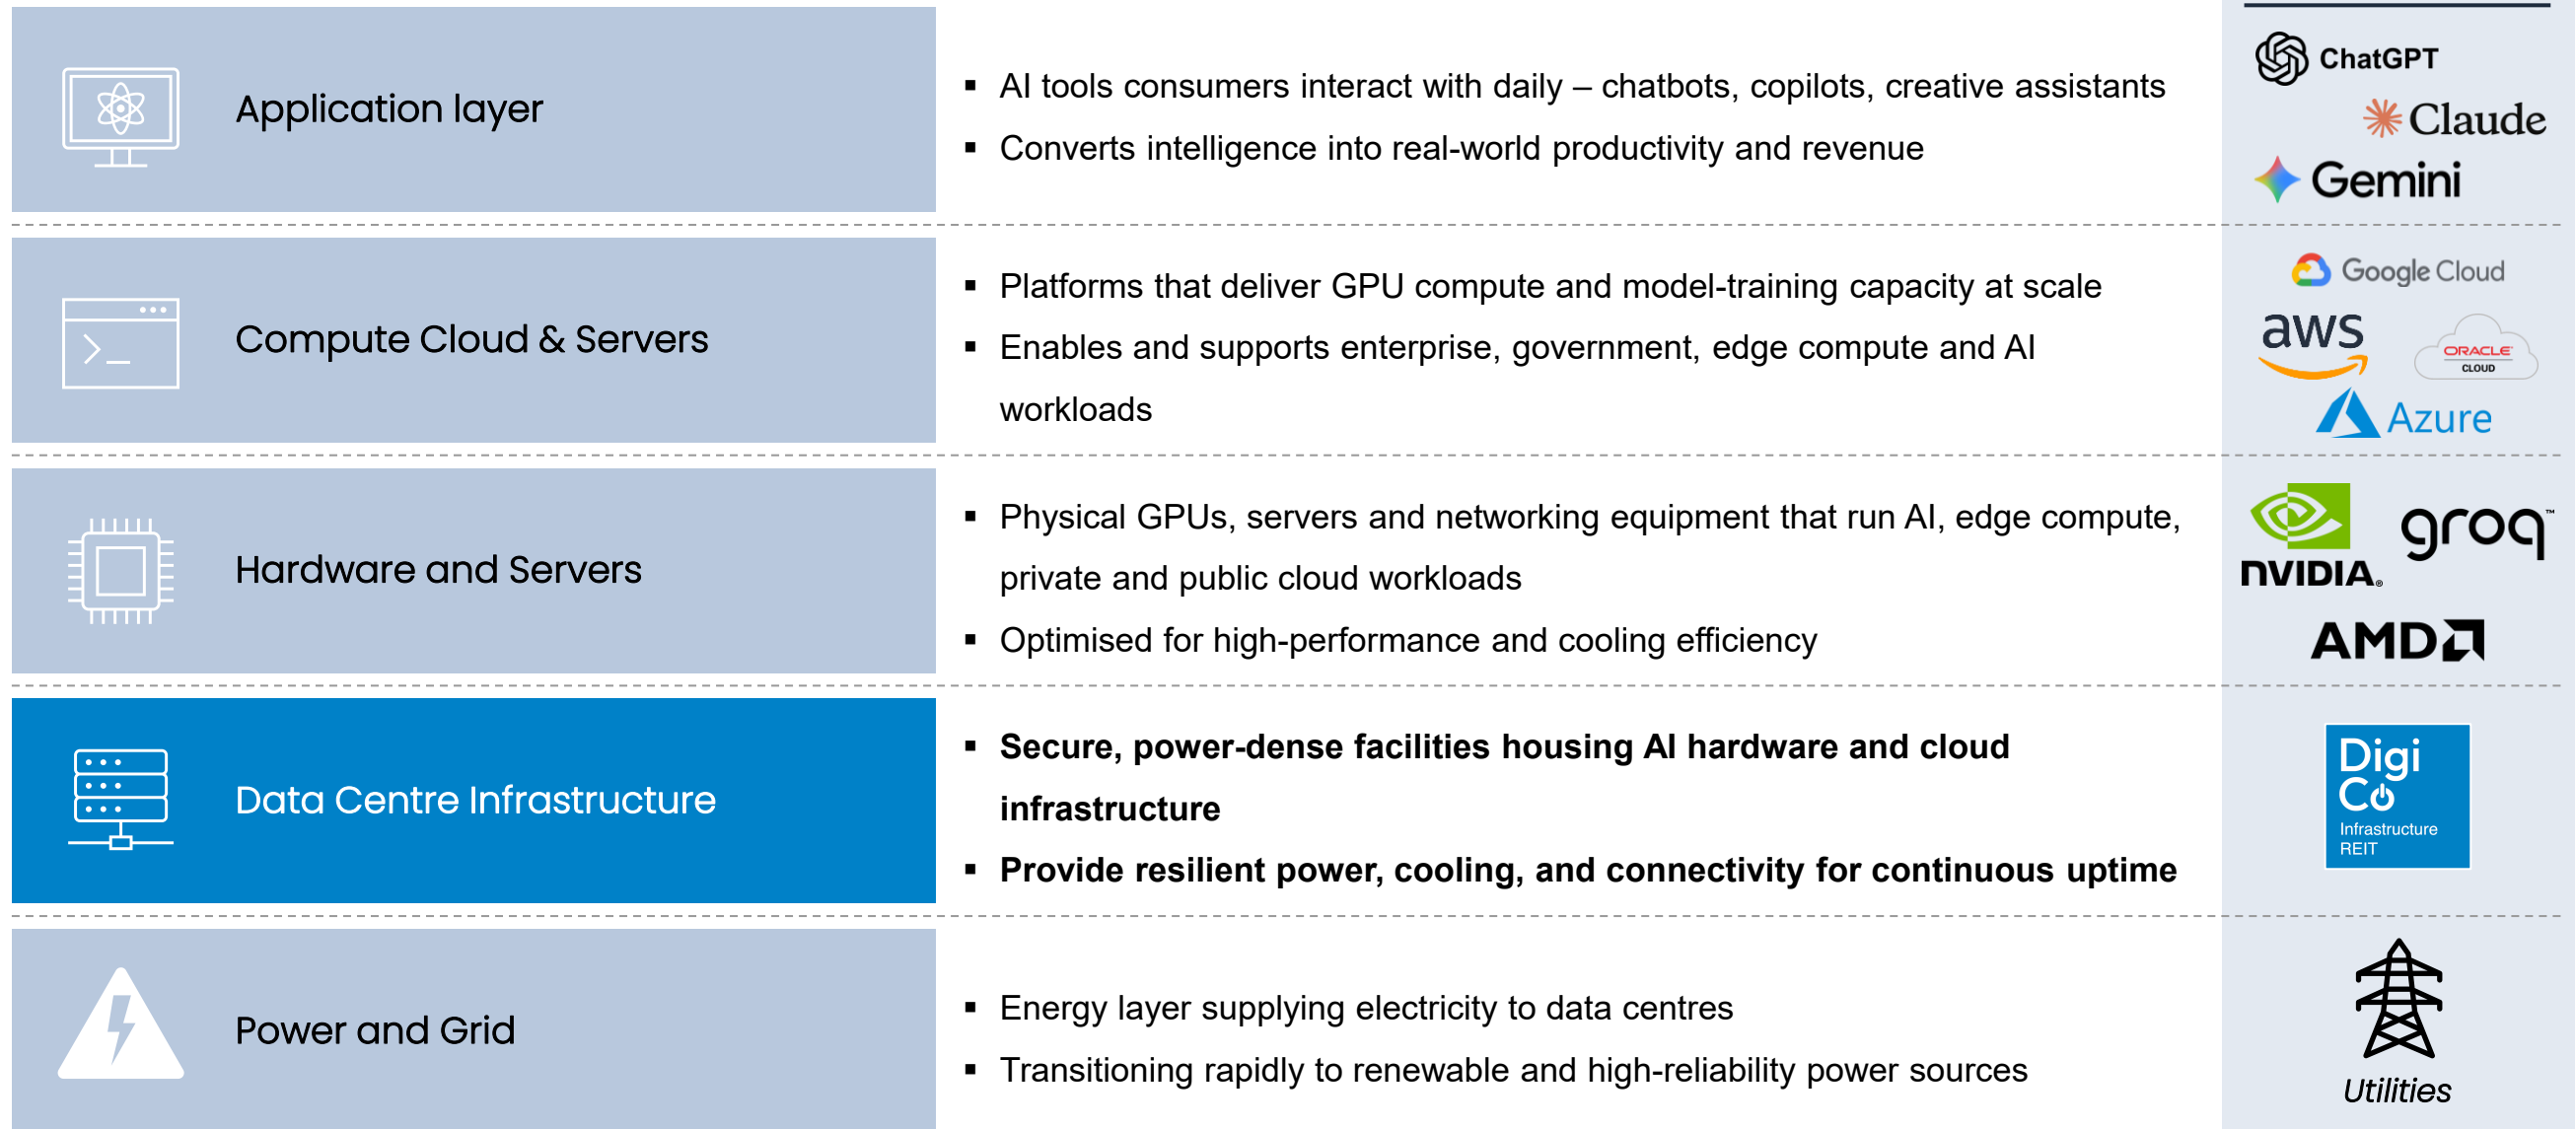 Application layer
▪ AI tools consumers interact with daily – chatbots, copilots, creative assistants
▪ Converts intelligence into real-world productivity and revenue
ChatGPT
Claude
Gemini
Compute Cloud & Servers
▪ Platforms that deliver GPU compute and model-training capacity at scale
▪ Enables and supports enterprise, government, edge compute and AI
workloads
Google Cloud
aws
ORACLE
CLOUD
Azure
Hardware and Servers
▪ Physical GPUs, servers and networking equipment that run AI, edge compute,
private and public cloud workloads
▪ Optimised for high-performance and cooling efficiency
NVIDIA®
groq™
AMD
Data Centre Infrastructure
▪ Secure, power-dense facilities housing AI hardware and cloud
infrastructure
▪ Provide resilient power, cooling, and connectivity for continuous uptime
Digi
Co
Infrastructure
REIT
Power and Grid
▪ Energy layer supplying electricity to data centres
▪ Transitioning rapidly to renewable and high-reliability power sources
Utilities